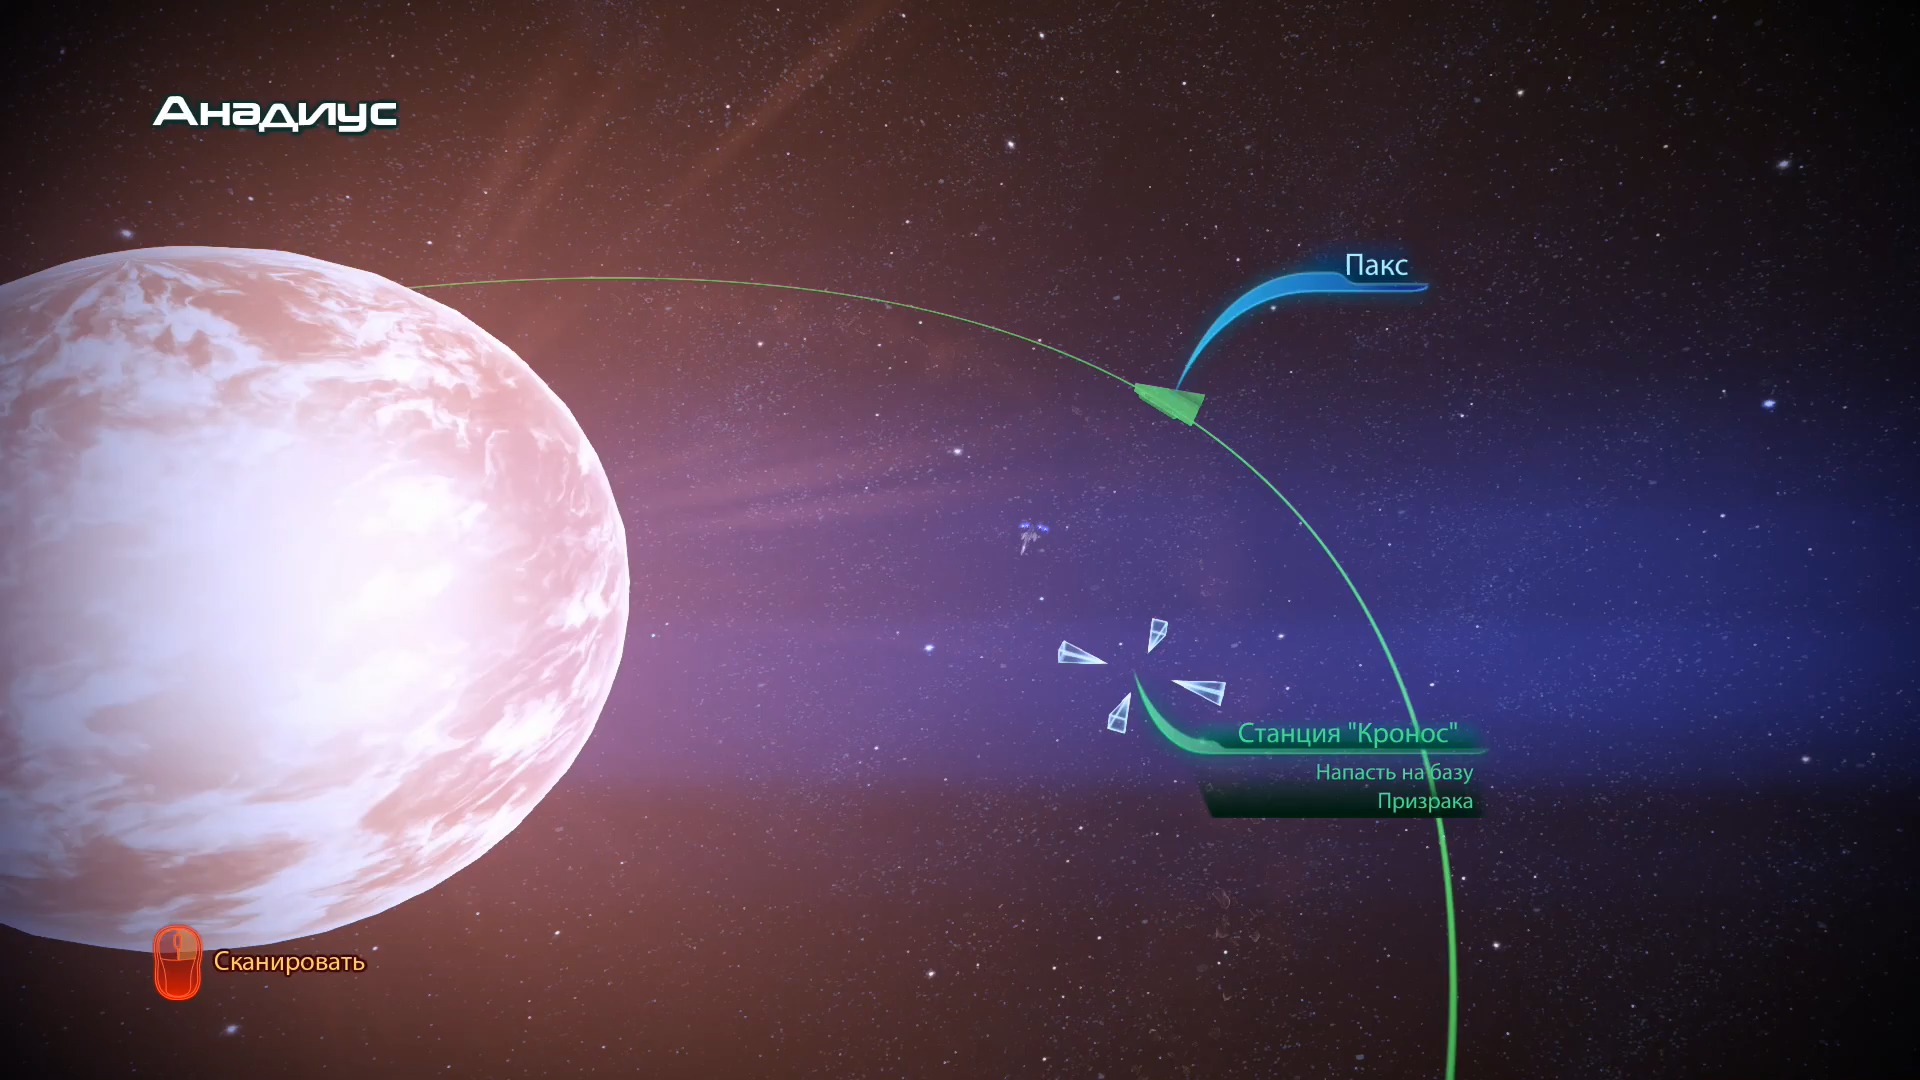 Анадиус
Пакс
Станция "Кронос"
Напасть на базу
Призрака
Сканировать